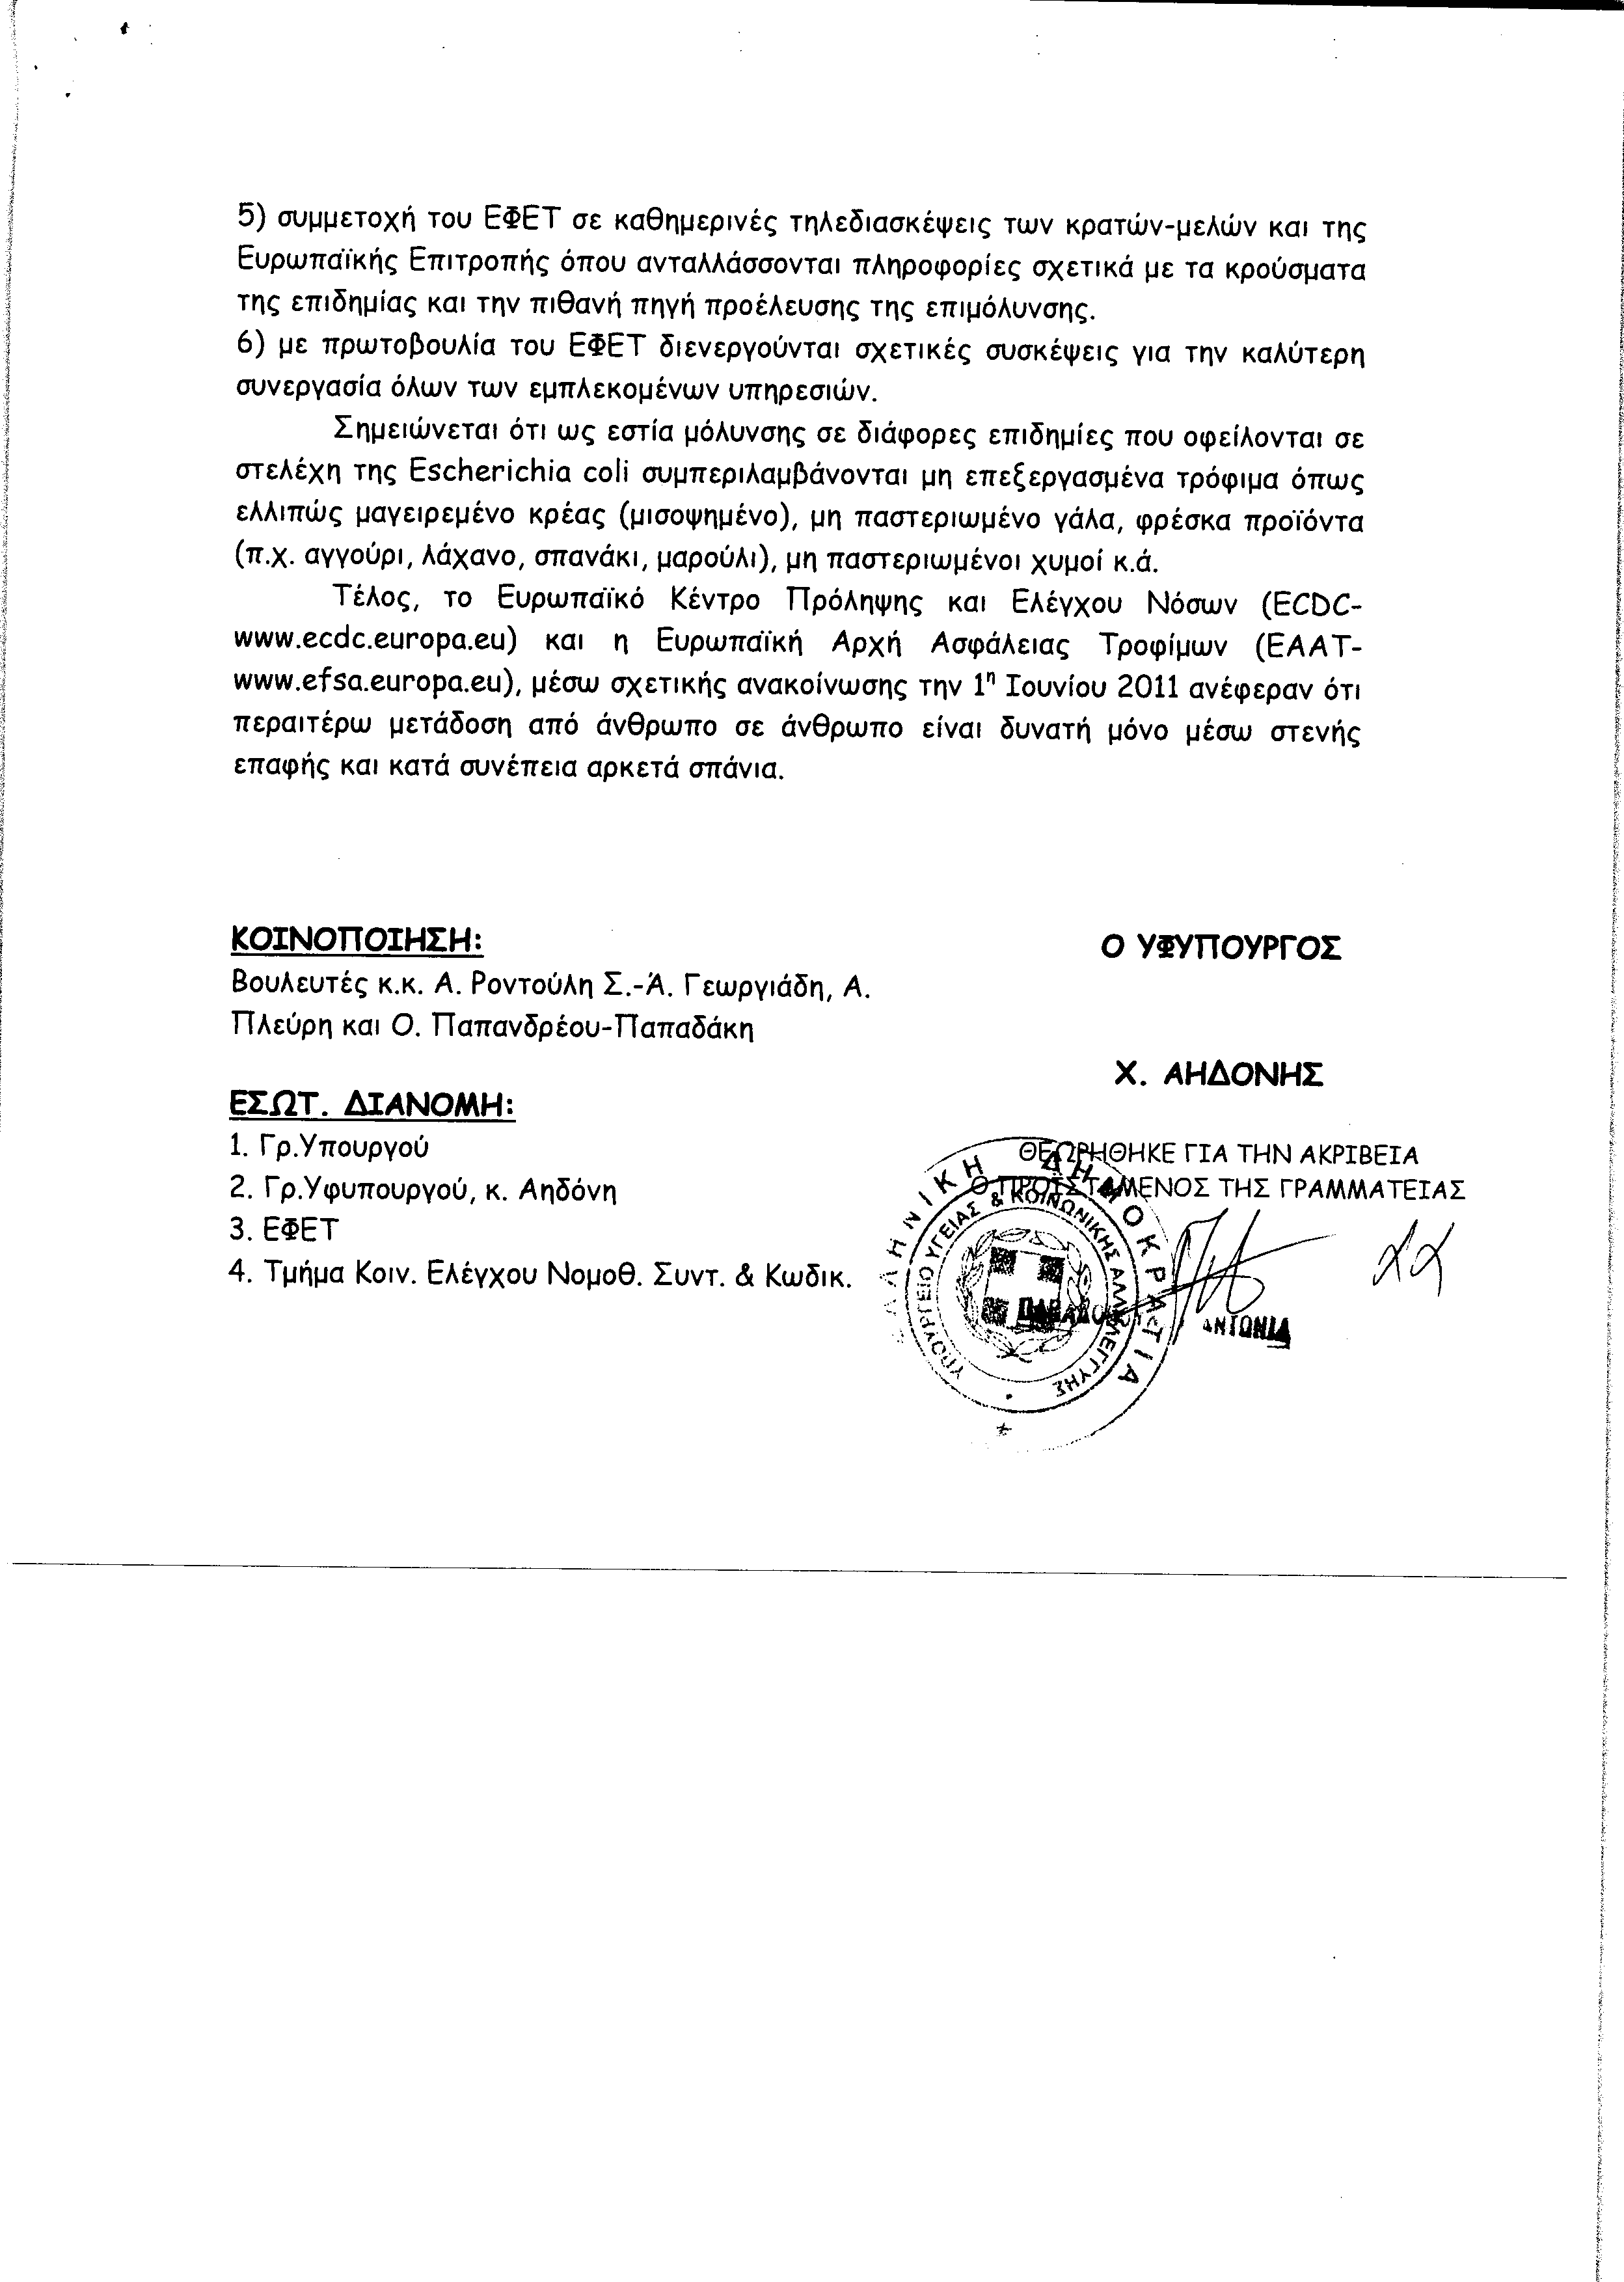 5) συμμετοχή του ΕΦΕΤ σε καθημερινές τηλεδιασκέψεις των κρατών-μελών και της
Ευρωπαϊκής Επιτροπής όπου ανταλλάσσονται πληροφορίες σχετικά με τα κρούσματα
της επιδημίας και την πιθανή πηγή προέλευσης της επιμόλυνσης.
6) με πρωτοβουλία του ΕΦΕΤ διενεργούνται σχετικές συσκέψεις για την καλύτερη
συνεργασία όλων των εμπλεκομένων υπηρεσιών.
Σημειώνεται ότι ως εστία μόλυνσης σε διάφορες επιδημίες που οφείλονται σε
στελέχη της Escherichia coli συμπεριλαμβάνονται μη επεξεργασμένα τρόφιμα όπως
ελλιπώς μαγειρεμένο κρέας (μισοψημένο), μη παστεριωμένο γάλα, φρέσκα προϊόντα
(π.χ. αγγούρι, λάχανο, σπανάκι, μαρούλι), μη παστεριωμένοι χυμοί κ.ά.
Τέλος, το Ευρωπαϊκό Κέντρο Πρόληψης και Ελέγχου Νόσων (ECDC-
www.ecdc.europa.eu) και η Ευρωπαϊκή Αρχή Ασφάλειας Τροφίμων (ΕΑΑΤ-
www.efsa.europa.eu), μέσω σχετικής ανακοίνωσης την 1η Ιουνίου 2011 ανέφεραν ότι
περαιτέρω μετάδοση από άνθρωπο σε άνθρωπο είναι δυνατή μόνο μέσω στενής
επαφής και κατά συνέπεια αρκετά σπάνια.
ΚΟΙΝΟΠΟΙΗΣΗ:
Βουλευτές κ.κ. Α. Ροντούλη Σ.-Ά. Γεωργιάδη, Α.
Πλεύρη και Ο. Παπανδρέου-Παπαδάκη
Ο ΥΦΥΠΟΥΡΓΟΣ
Χ. ΑΗΔΟΝΗΣ
ΕΣΩΤ. ΔΙΑΝΟΜΗ:
1. Γρ.Υπουργού
2. Γρ.Υφυπουργού, κ. Αηδόνη
3. ΕΦΕΤ
4. Τμήμα Κοιν. Ελέγχου Νομοθ. Συντ. & Κωδικ.
ΘΕΩΡΗΘΗΚΕ ΓΙΑ ΤΗΝ ΑΚΡΙΒΕΙΑ
Ο ΠΡΟΪΣΤΑΜΕΝΟΣ ΤΗΣ ΓΡΑΜΜΑΤΕΙΑΣ
ΕΛΛΗΝΙΚΗ ΔΗΜΟΚΡΑΤΙΑ
ΥΠΟΥΡΓΕΙΟ ΥΓΕΙΑΣ & ΚΟΙΝΩΝΙΚΗΣ ΑΛΛΗΛΕΓΓΥΗΣ
ΑΝΤΩΝΙΑ